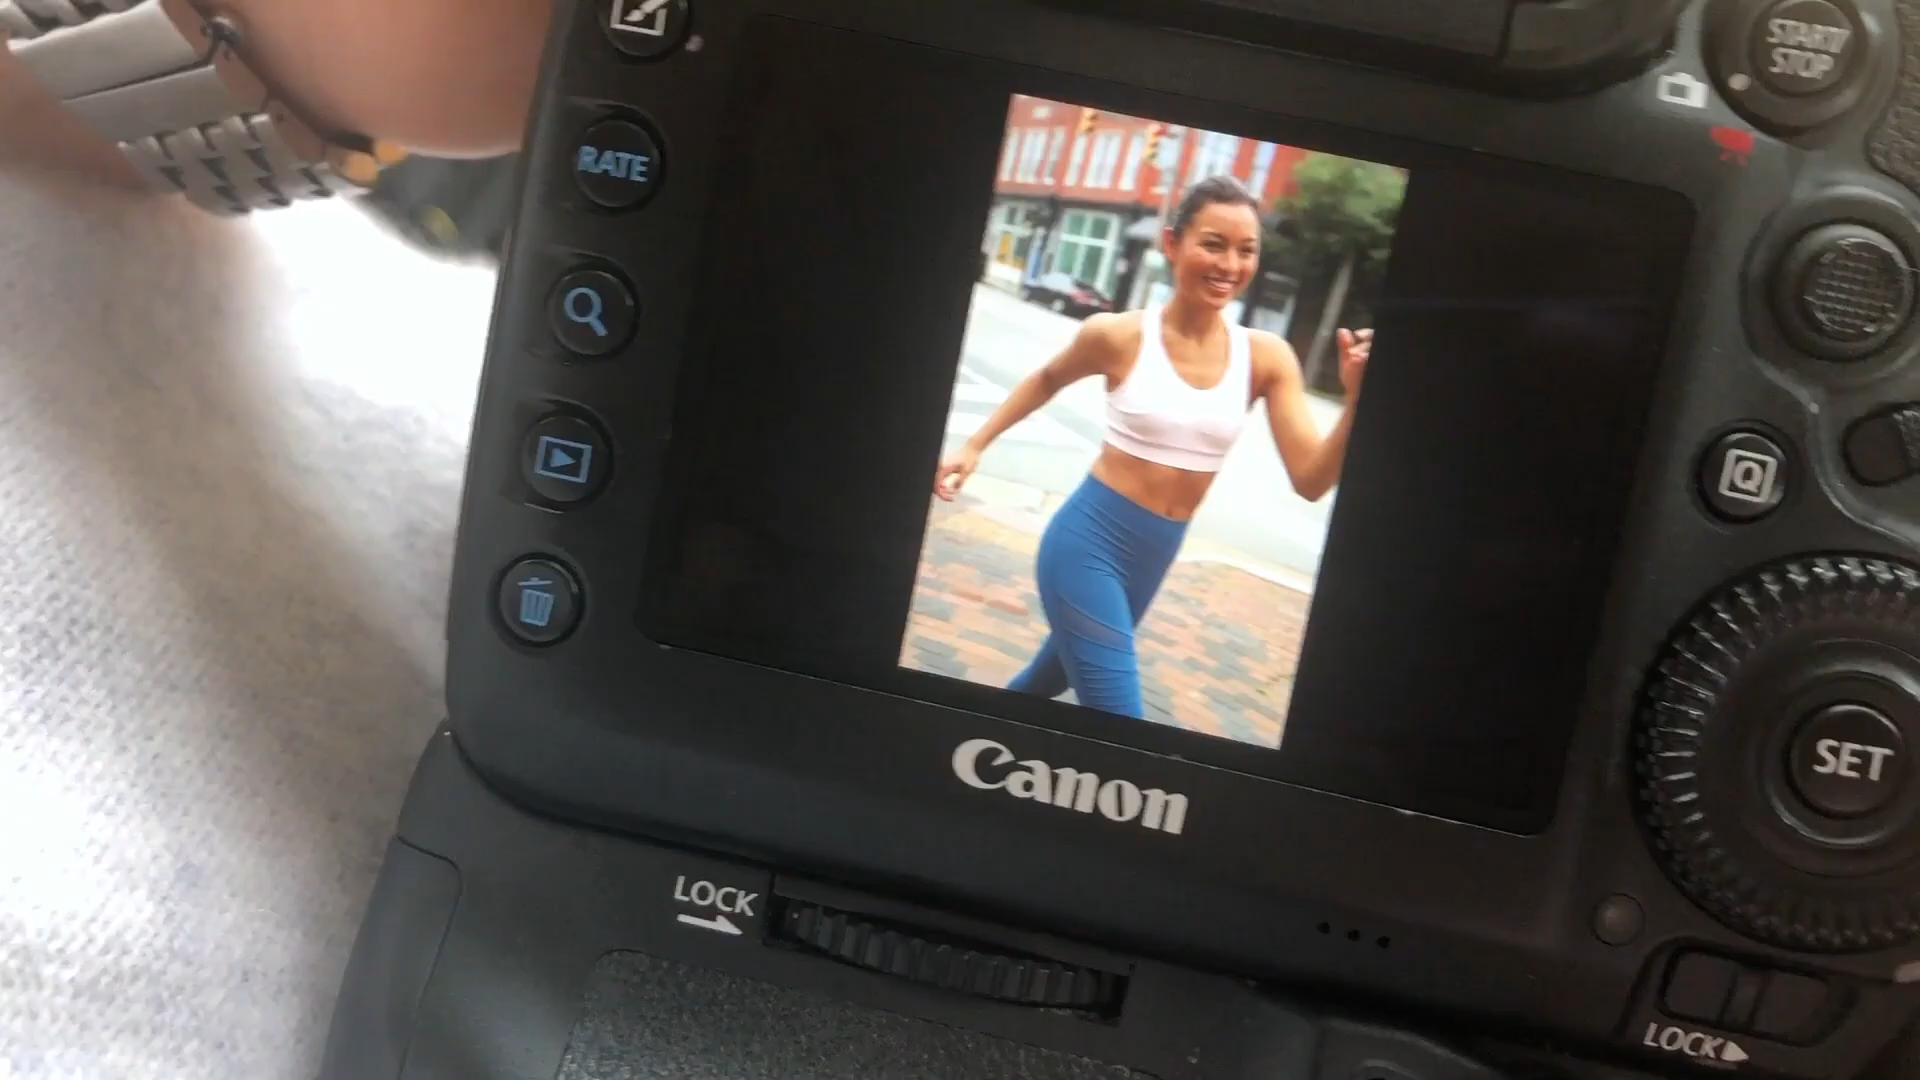 START/
STOP
RATE
Q
SET
Canon
LOCK
LOCK